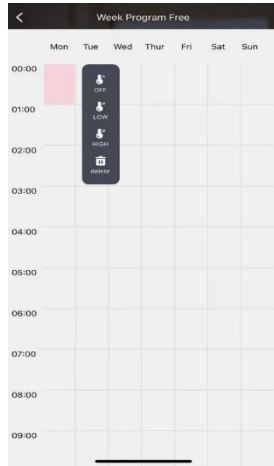 Week Program Free
Mon Tue Wed Thur Fri Sat Sun
00:00
OFF
01:00
LOW
HIGH
02:00
delete
03:00
04:00
05:00
06:00
07:00
08:00
09:00